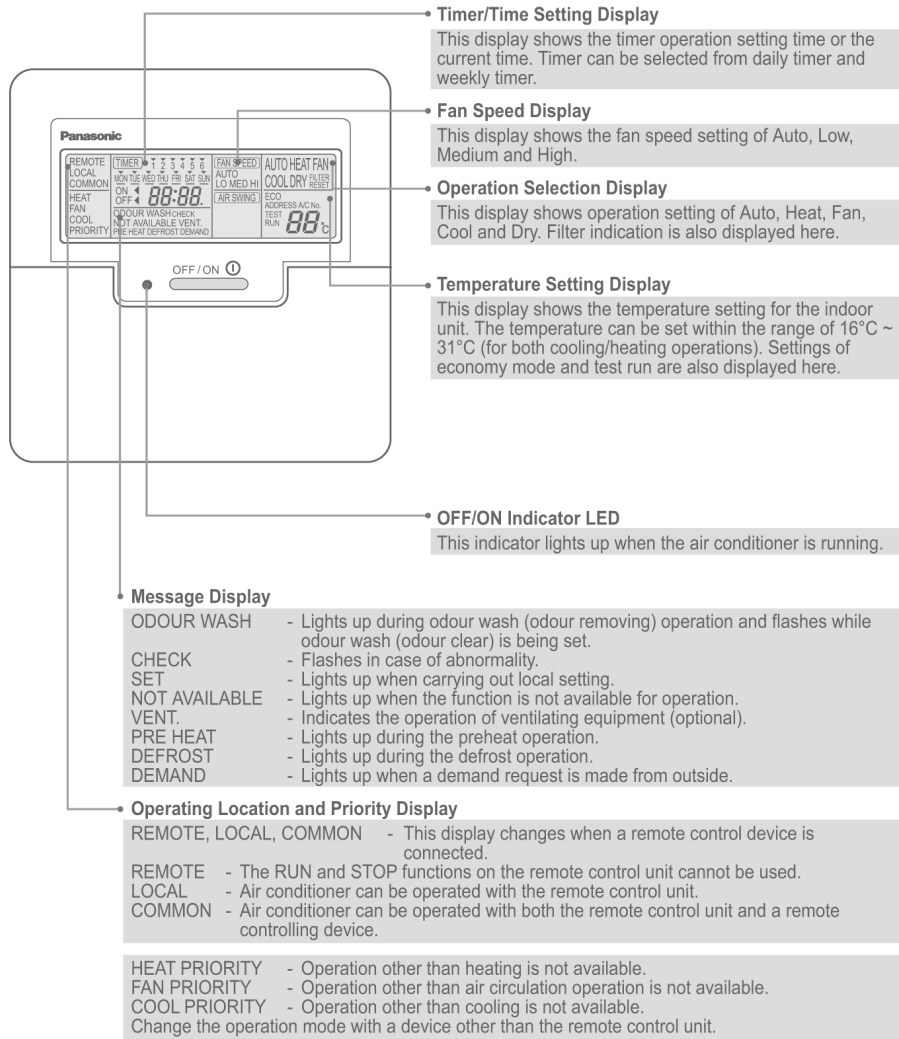 Timer/Time Setting Display
This display shows the timer operation setting time or the
current time. Timer can be selected from daily timer and
weekly timer.
Fan Speed Display
This display shows the fan speed setting of Auto, Low,
Medium and High.
Operation Selection Display
This display shows operation setting of Auto, Heat, Fan,
Cool and Dry. Filter indication is also displayed here.
Temperature Setting Display
This display shows the temperature setting for the indoor
unit. The temperature can be set within the range of 16°C ~
31°C (for both cooling/heating operations). Settings of
economy mode and test run are also displayed here.
Panasonic
REMOTE
LOCAL
COMMON
HEAT
FAN
COOL
PRIORITY
TIMER 1 2 3 4 5 6
MON TUE WED THU FRI SAT SUN
ON
OFF 88:88.
ODOUR WASH CHECK
NOT AVAILABLE VENT.
PRE HEAT DEFROST DEMAND
FAN SPEED
AUTO
LO MED HI
AIR SWING
AUTO HEAT FAN
COOL DRY FILTER
RESET
ECO
ADDRESS A/C No.
TEST
RUN 88°C
OFF / ON
OFF/ON Indicator LED
This indicator lights up when the air conditioner is running.
Message Display
ODOUR WASH - Lights up during odour wash (odour removing) operation and flashes while
odour wash (odour clear) is being set.
CHECK - Flashes in case of abnormality.
SET - Lights up when carrying out local setting.
NOT AVAILABLE - Lights up when the function is not available for operation.
VENT. - Indicates the operation of ventilating equipment (optional).
PRE HEAT - Lights up during the preheat operation.
DEFROST - Lights up during the defrost operation.
DEMAND - Lights up when a demand request is made from outside.
Operating Location and Priority Display
REMOTE, LOCAL, COMMON - This display changes when a remote control device is
connected.
REMOTE - The RUN and STOP functions on the remote control unit cannot be used.
LOCAL - Air conditioner can be operated with the remote control unit.
COMMON - Air conditioner can be operated with both the remote control unit and a remote
controlling device.
HEAT PRIORITY - Operation other than heating is not available.
FAN PRIORITY - Operation other than air circulation operation is not available.
COOL PRIORITY - Operation other than cooling is not available.
Change the operation mode with a device other than the remote control unit.